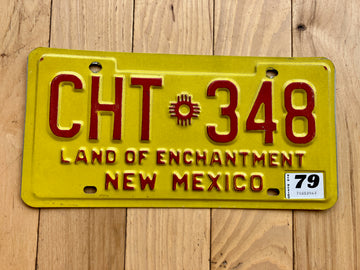 CHT 348
LAND OF ENCHANTMENT
NEW MEXICO
79